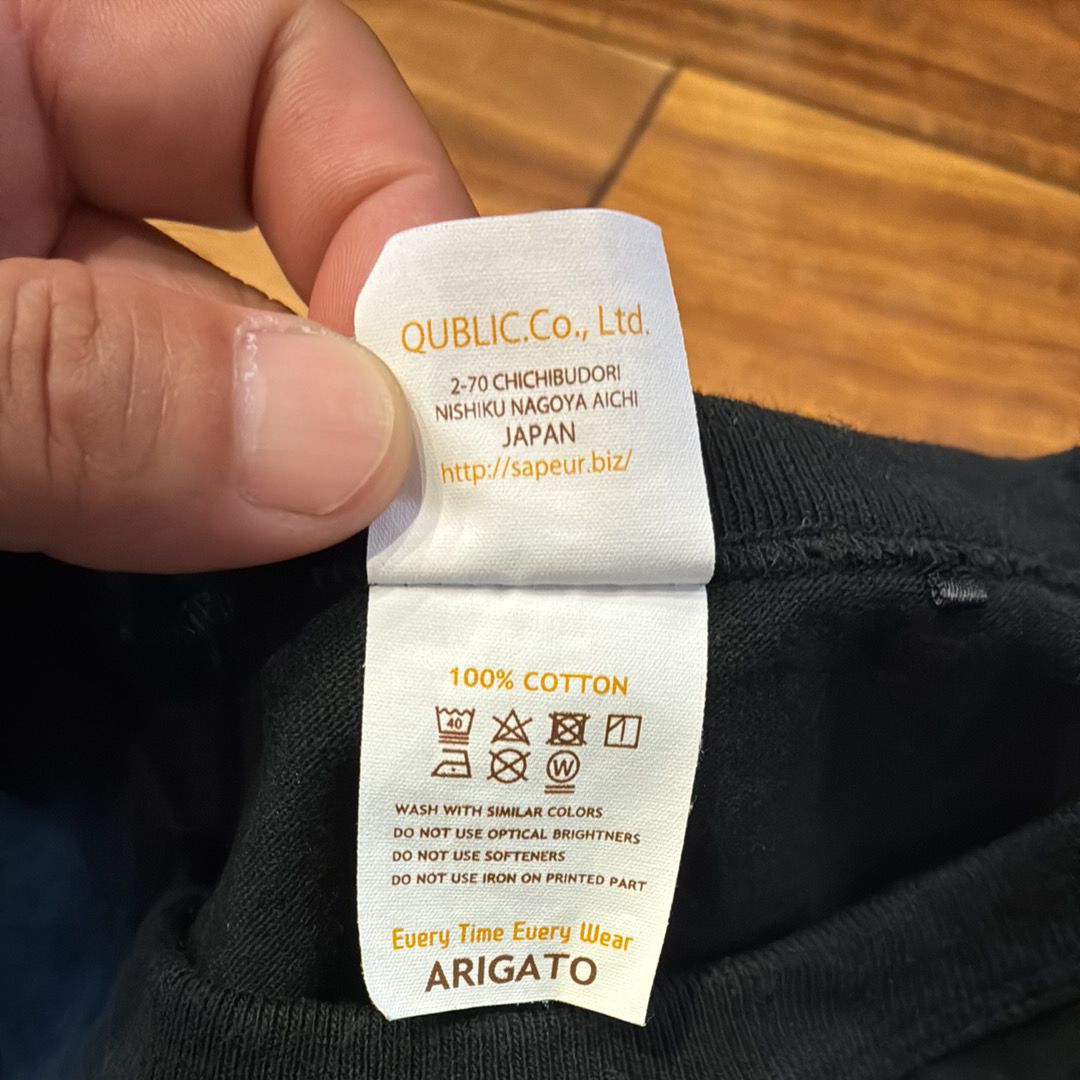 QUBLIC.Co., Ltd.
2-70 CHICHIBUDORI
NISHIKU NAGOYA AICHI
JAPAN
http://sapeur.biz/
100% COTTON
40
W
WASH WITH SIMILAR COLORS
DO NOT USE OPTICAL BRIGHTNERS
DO NOT USE SOFTENERS
DO NOT USE IRON ON PRINTED PART
Every Time Every Wear
ARIGATO